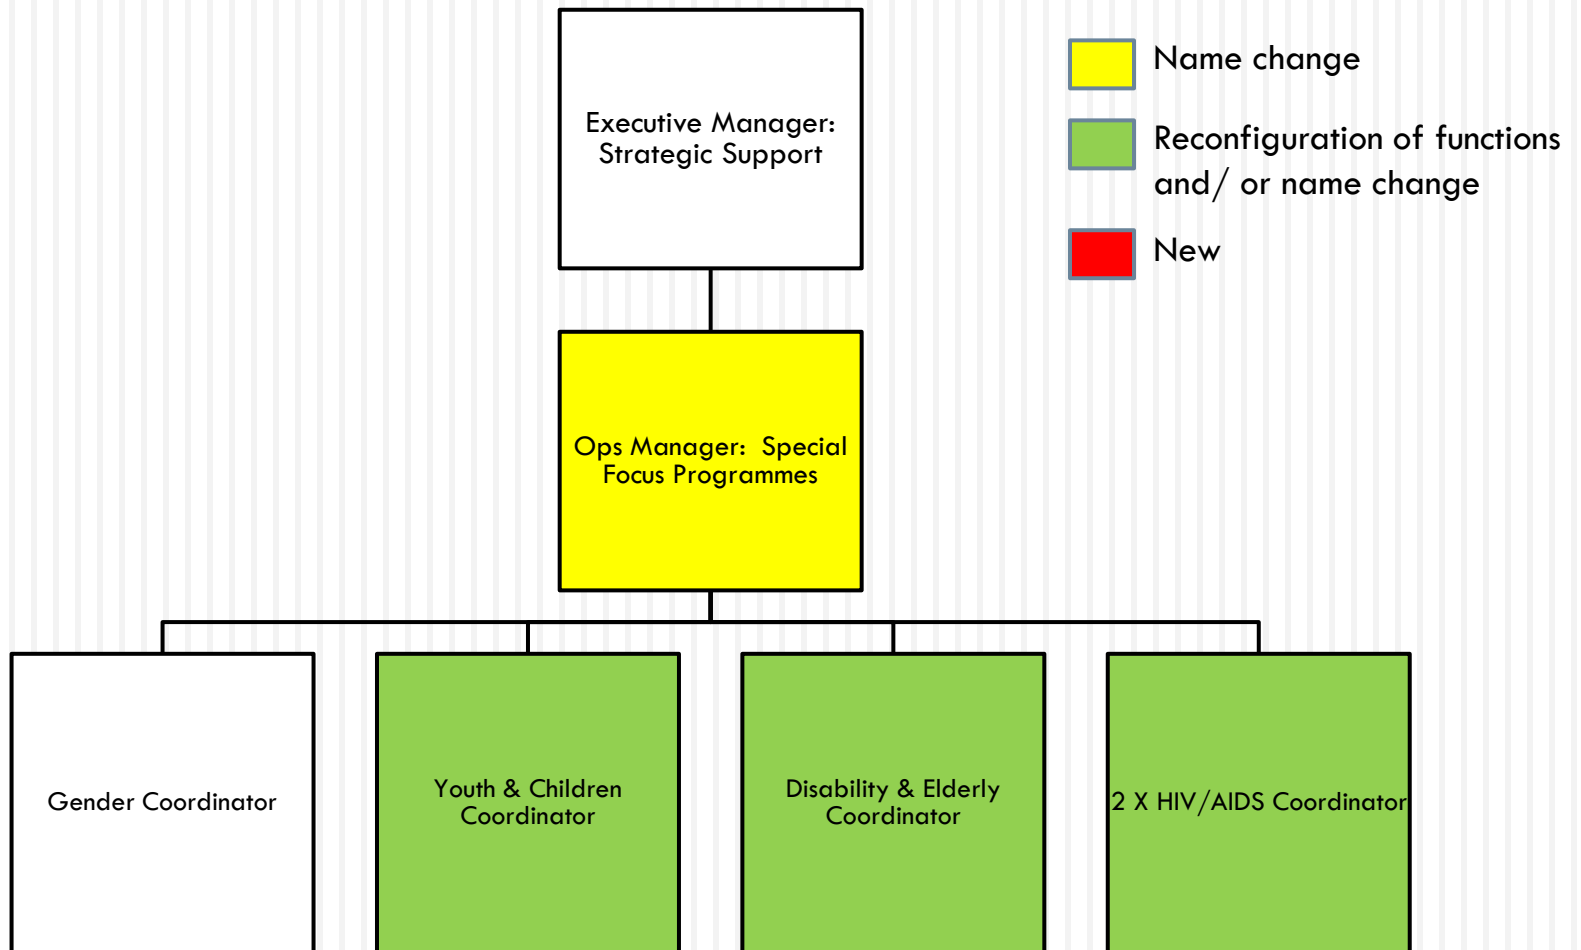 Executive Manager:
Strategic Support
Name change
Reconfiguration of functions
and/ or name change
New
Ops Manager:  Special
Focus Programmes
Gender Coordinator
Youth & Children
Coordinator
Disability & Elderly
Coordinator
2 X HIV/AIDS Coordinator